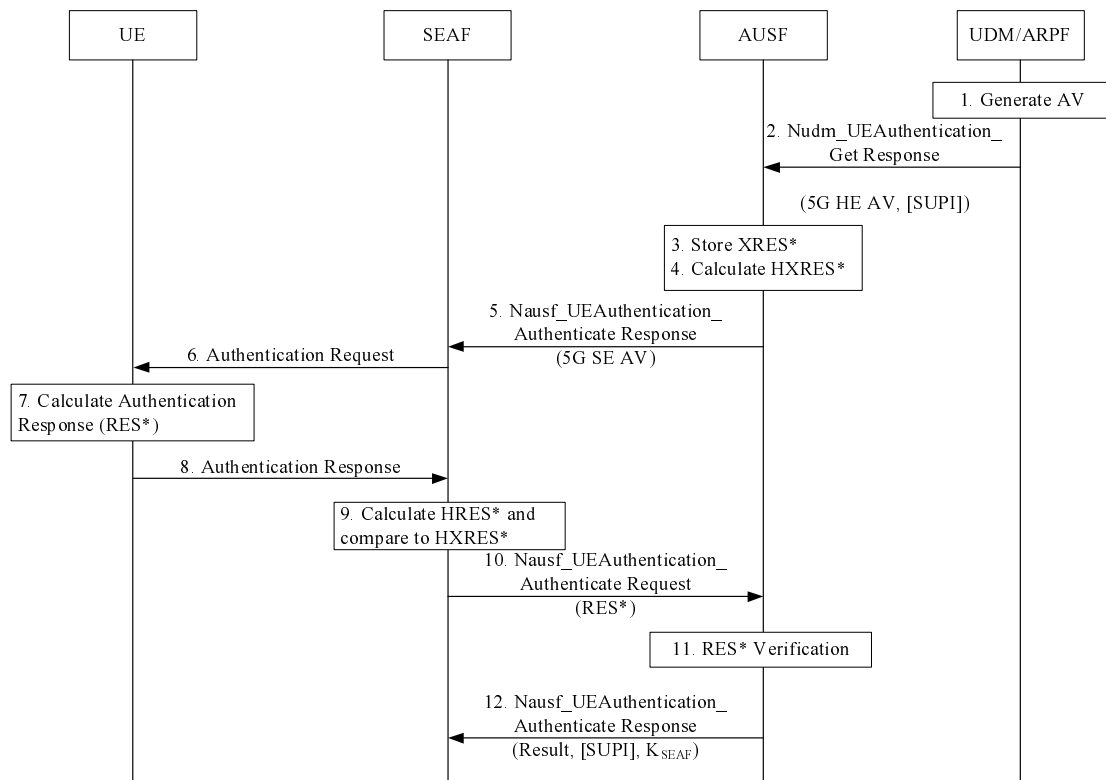 UE
SEAF
AUSF
UDM/ARPF
1. Generate AV
2. Nudm_UEAuthentication_
Get Response
(5G HE AV, [SUPI])
3. Store XRES*
4. Calculate HXRES*
5. Nausf_UEAuthentication_
Authenticate Response
(5G SE AV)
6. Authentication Request
7. Calculate Authentication
Response (RES*)
8. Authentication Response
9. Calculate HRES* and
compare to HXRES*
10. Nausf_UEAuthentication_
Authenticate Request
(RES*)
11. RES* Verification
12. Nausf_UEAuthentication_
Authenticate Response
(Result, [SUPI], KSEAF)